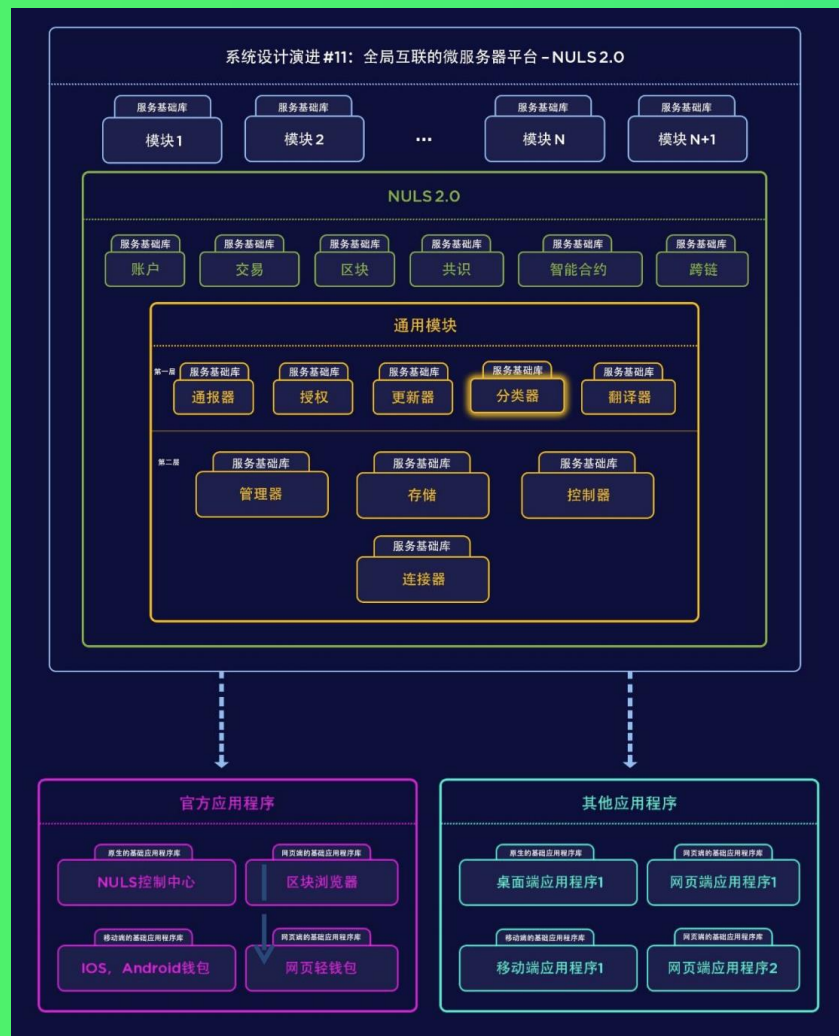 系统设计演进#11：全局互联的微服务器平台-NULS2.0
服务基础库 服务基础库 服务基础库 服务基础库
模块1 模块2 ... 模块N 模块N+1
NULS2.0
服务基础库 服务基础库 服务基础库 服务基础库 服务基础库 服务基础库
账户 交易 区块 共识 智能合约 跨链
通用模块
第一层 服务基础库 服务基础库 服务基础库 服务基础库 服务基础库
通报器 授权 更新器 分类器 翻译器
第二层 服务基础库 服务基础库 服务基础库
管理器 存储 控制器
服务基础库
连接器
官方应用程序
原生的基础应用程序库 网页端的基础应用程序库
NULS控制中心 区块浏览器
移动端的基础应用程序库 网页端的基础应用程序库
IOS，Android钱包 网页轻钱包
其他应用程序
原生的基础应用程序库 网页端的基础应用程序库
桌面端应用程序1 网页端应用程序1
移动端的基础应用程序库 网页端的基础应用程序库
移动端应用程序1 网页端应用程序2